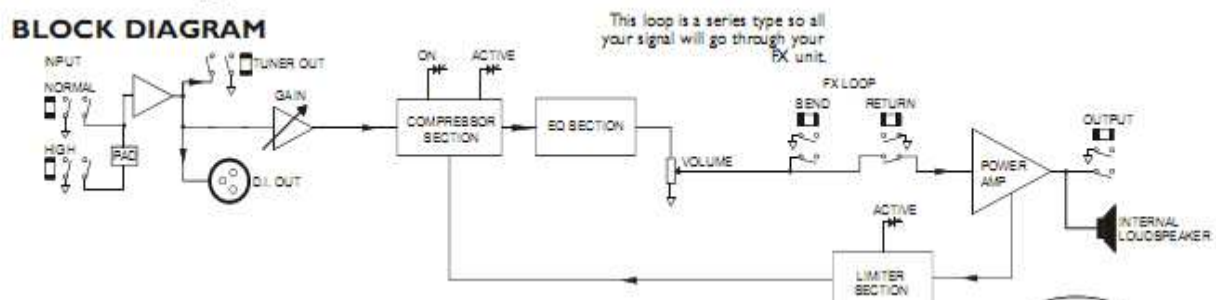 BLOCK DIAGRAM
This loop is a series type so all
your signal will go through your
FX unit.
INPUT
NORMAL
HIGH
PAD
TUNER OUT
D.I. OUT
GAIN
ON
ACTIVE
COMPRESSOR
SECTION
EQ SECTION
VOLUME
FX LOOP
SEND
RETURN
POWER
AMP
OUTPUT
INTERNAL
LOUDSPEAKER
ACTIVE
LIMITER
SECTION